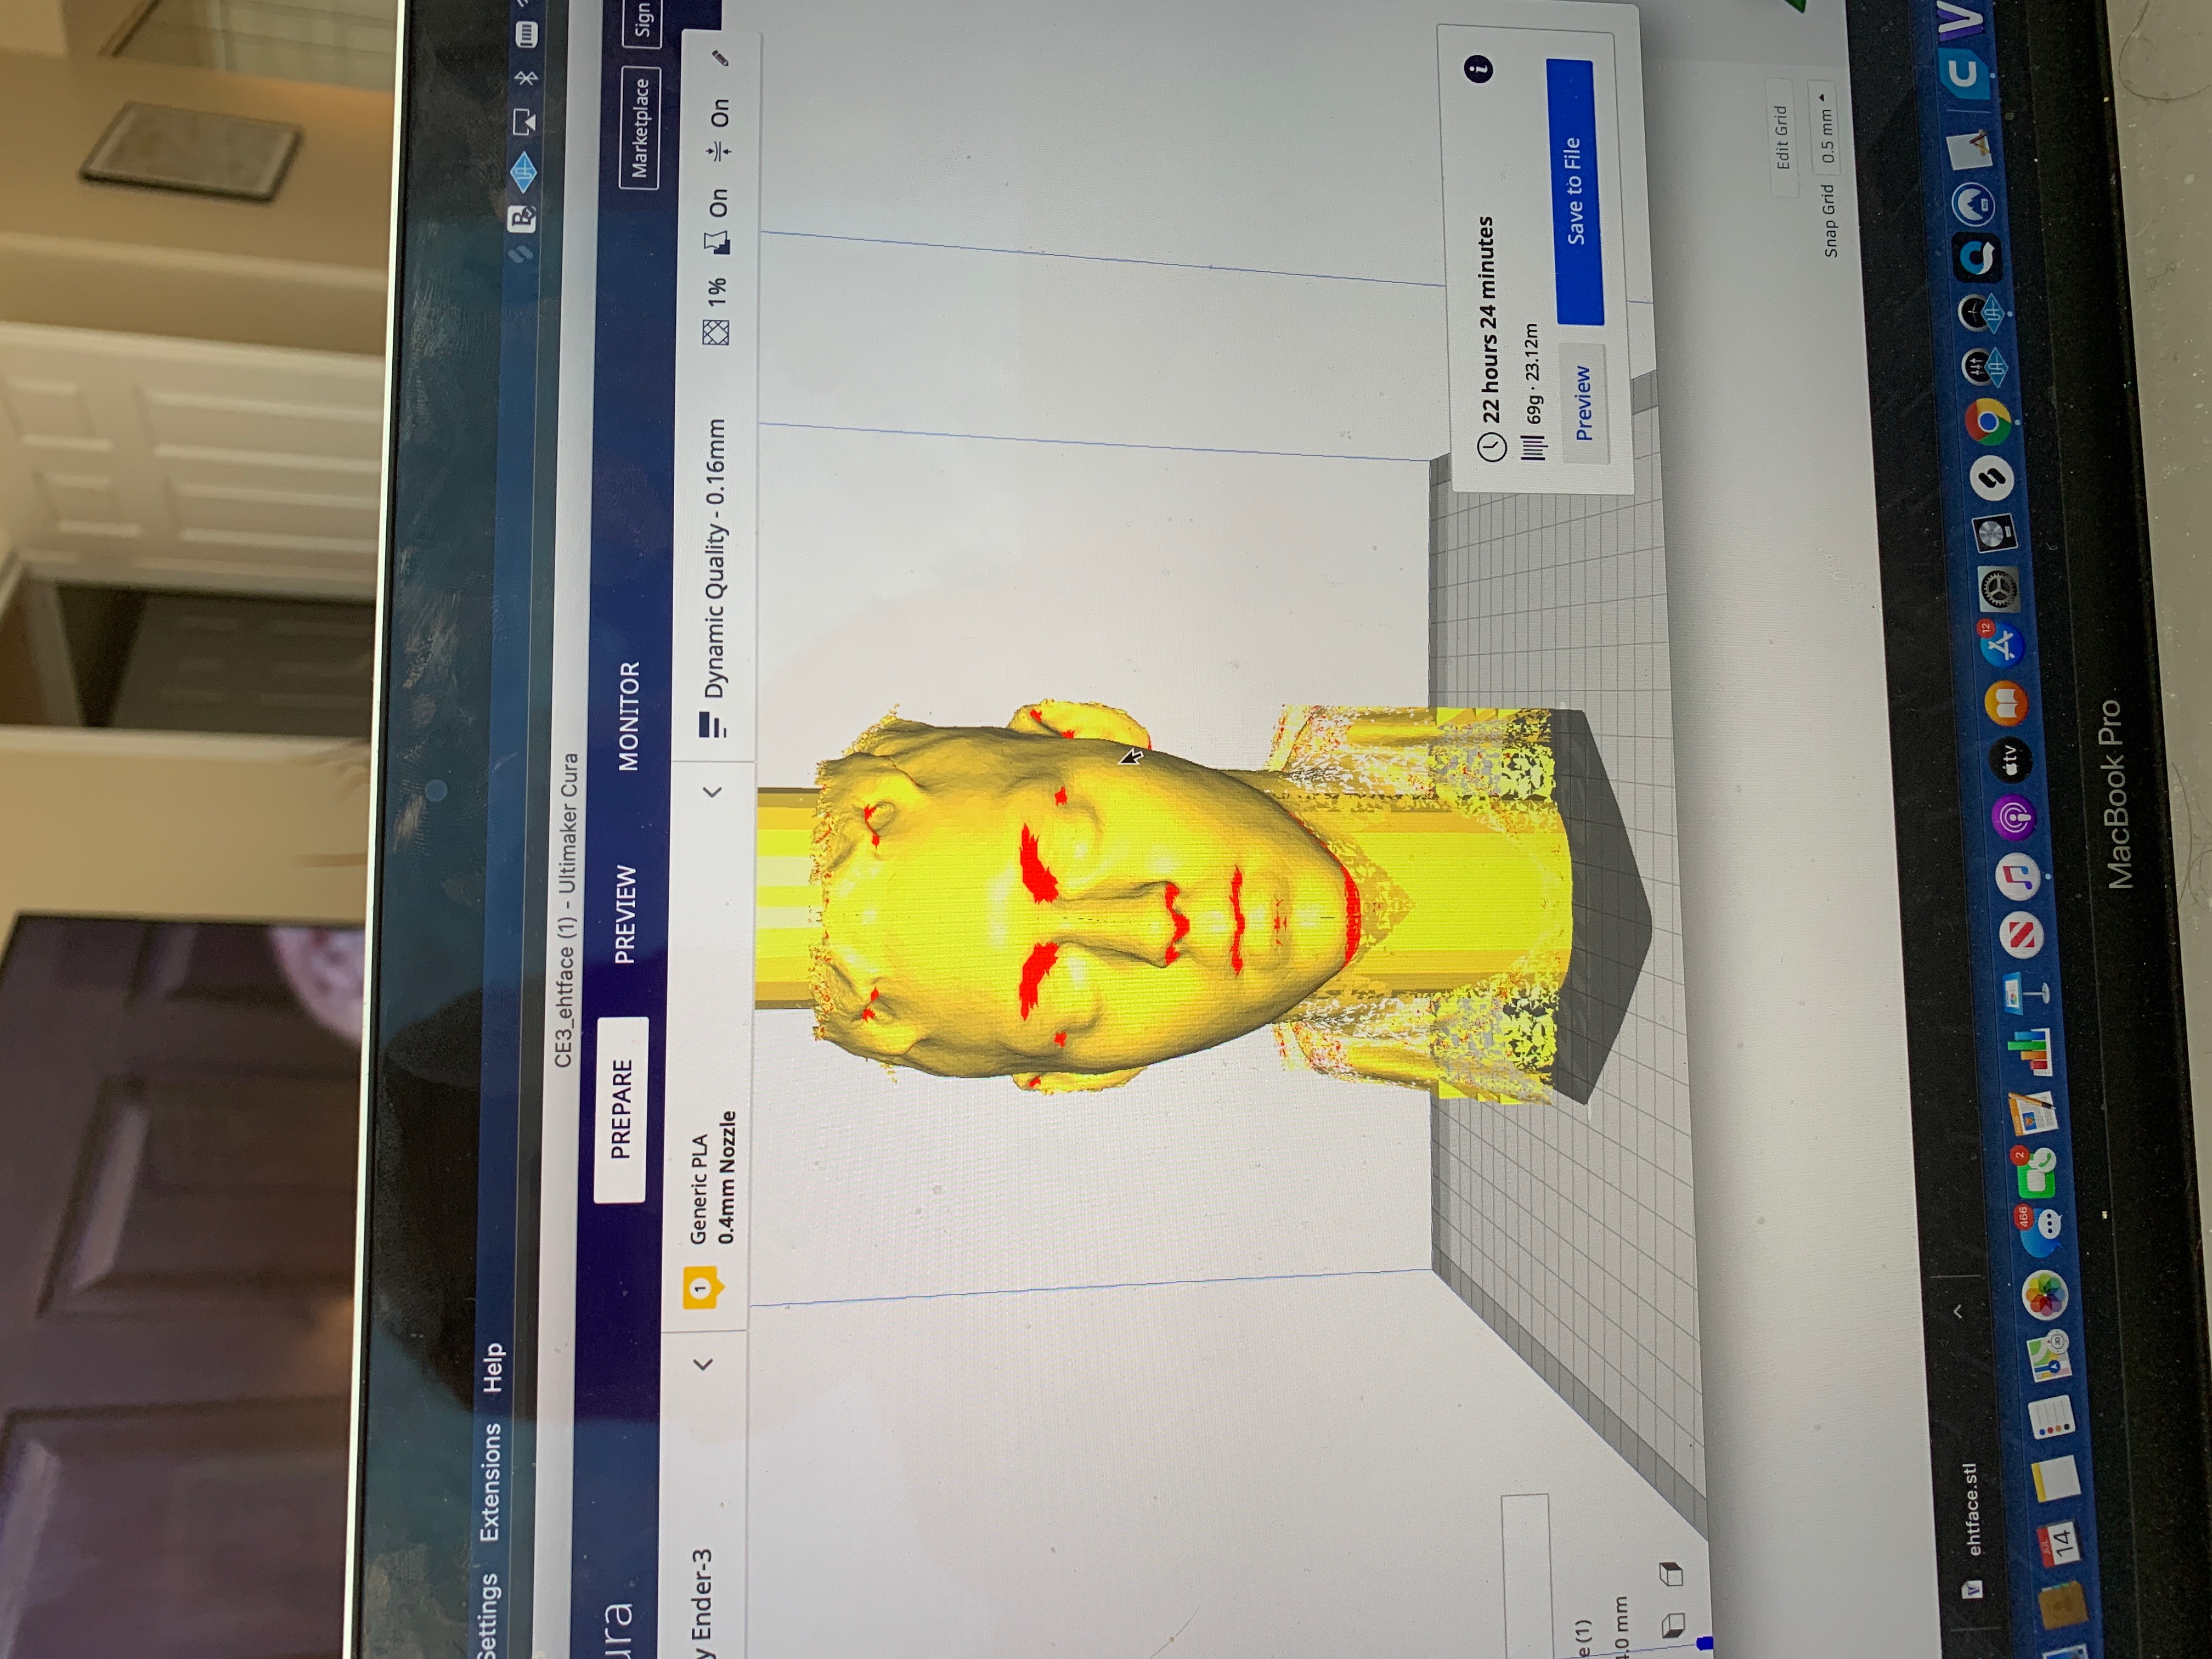 Settings Extensions Help
CE3_ehtface (1) - Ultimaker Cura
ura
PREPARE PREVIEW MONITOR
Marketplace Sign
y Ender-3
1
Generic PLA
0.4mm Nozzle
Dynamic Quality - 0.16mm
1% On On
22 hours 24 minutes
69g · 23.12m
Preview Save to File
e (1)
.0 mm
Edit Grid
Snap Grid 0.5 mm
ehtface.stl
JUL
14
466
2
tv
12
MacBook Pro